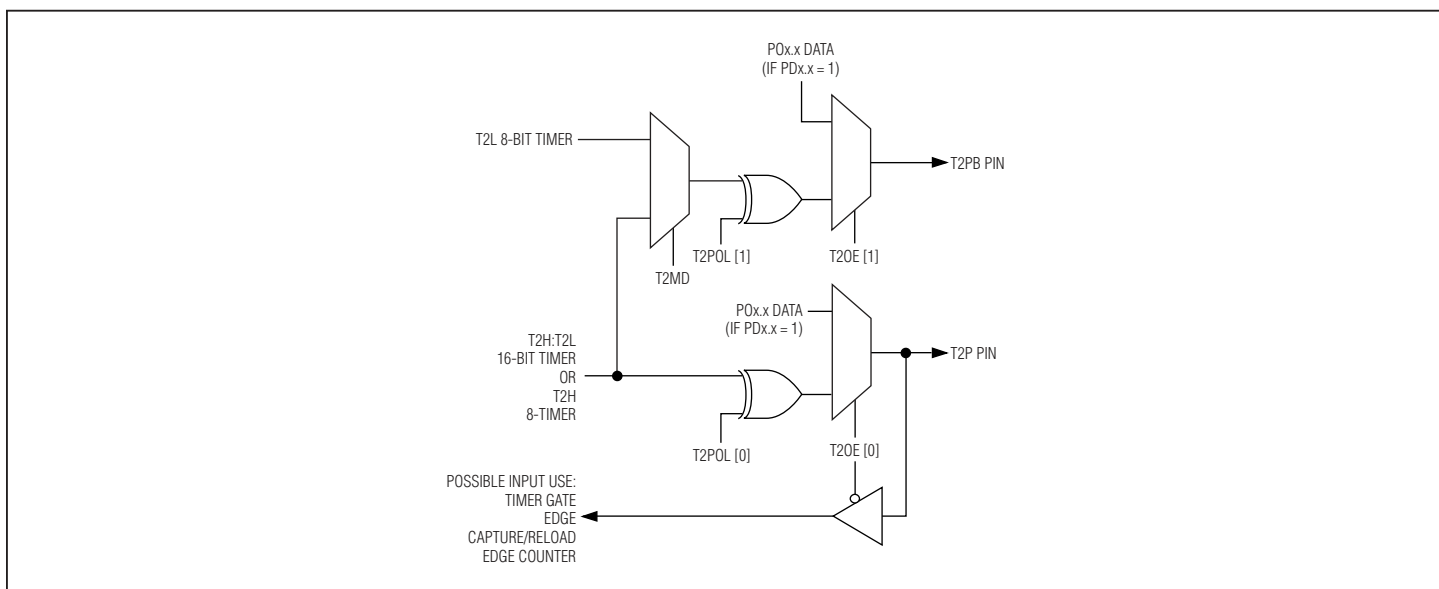 POx.x DATA
(IF PDx.x = 1)
T2L 8-BIT TIMER
T2PB PIN
T2POL [1]
T2OE [1]
T2MD
POx.x DATA
(IF PDx.x = 1)
T2H:T2L
16-BIT TIMER
OR
T2H
8-TIMER
T2P PIN
T2POL [0]
T2OE [0]
POSSIBLE INPUT USE:
TIMER GATE
EDGE
CAPTURE/RELOAD
EDGE COUNTER